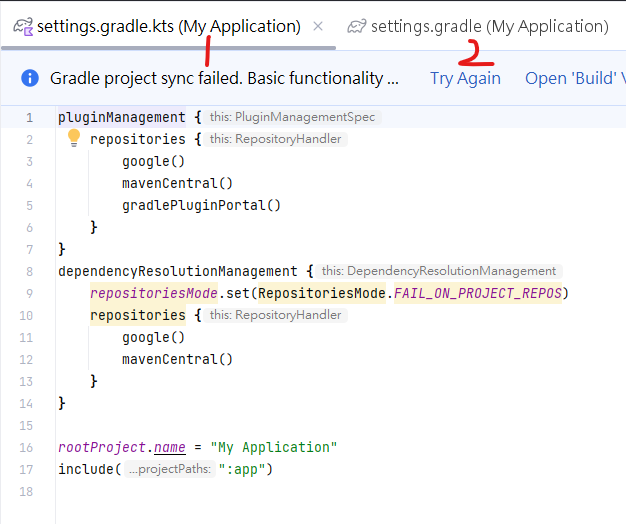 settings.gradle.kts (My Application) settings.gradle (My Application)
1 2
Gradle project sync failed. Basic functionality ... Try Again Open 'Build'
1 pluginManagement { this: PluginManagementSpec
2 repositories { this: RepositoryHandler
3 google()
4 mavenCentral()
5 gradlePluginPortal()
6 }
7 }
8 dependencyResolutionManagement { this: DependencyResolutionManagement
9 repositoriesMode.set(RepositoriesMode.FAIL_ON_PROJECT_REPOS)
10 repositories { this: RepositoryHandler
11 google()
12 mavenCentral()
13 }
14 }
15
16 rootProject.name = "My Application"
17 include( ...projectPaths: ":app")
18